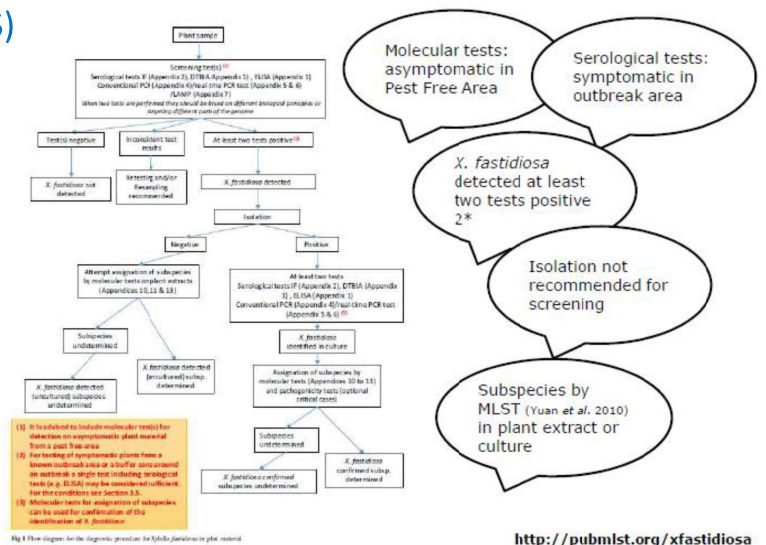 S)
Plant sample
Screening test(s) (1)
Serological tests IF (Appendix 2), DTBIA (Appendix 1), ELISA (Appendix 1)
Conventional PCR (Appendix 4)/real-time PCR test (Appendix 5 & 6)
/LAMP (Appendix 7)
When two tests are performed they should be based on different biological principles or
targeting different parts of the genome
Test(s) negative
Inconsistent test
results
At least two tests positive
X. fastidiosa not
detected
Retesting and/or
Resampling
recommended
X. fastidiosa detected
Isolation
Negative
Positive
Attempt assignation of subspecies
by molecular tests on plant extracts
(Appendices 10,11 & 13)
At least two tests
Serological tests IF (Appendix 2), DTBIA (Appendix
1), ELISA (Appendix 1)
Conventional PCR (Appendix 4)/real-time PCR test
(Appendix 5 & 6)
Subspecies
undetermined
X. fastidiosa detected
(uncultured) subsp.
determined
X. fastidiosa
identified in culture
X. fastidiosa detected
(uncultured) subspecies
undetermined
Assignation of subspecies by
molecular tests (Appendices 10 to 13)
and pathogenicity tests (optional
critical cases)
Subspecies
undetermined
X. fastidiosa
confirmed subsp.
determined
X. fastidiosa confirmed
subspecies undetermined
(1) It is advised to include molecular test(s) for
detection on asymptomatic plant material
from a pest free-area
(2) For testing of symptomatic plants from a
known outbreak area or a buffer zone around
an outbreak a single test including serological
tests (e.g. ELISA) may be considered sufficient.
For the conditions see Section 3.5.
(3) Molecular tests for assignation of subspecies
can be used for confirmation of the
identification of X. fastidiosa
Fig 1 Flow diagram for the diagnostic procedure for Xylella fastidiosa in plant material.
Molecular tests:
asymptomatic in
Pest Free Area
Serological tests:
symptomatic in
outbreak area
X. fastidiosa
detected at least
two tests positive
2*
Isolation not
recommended for
screening
Subspecies by
MLST (Yuan et al. 2010)
in plant extract or
culture
http://pubmlst.org/xfastidiosa